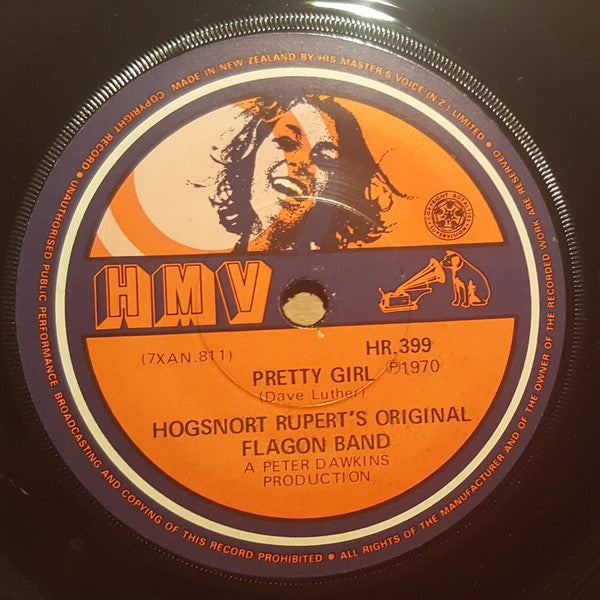 MADE IN NEW ZEALAND BY HIS MASTER'S VOICE (N.Z.) LIMITED • ALL RIGHTS OF THE MANUFACTURER AND OF THE OWNER OF THE RECORDED WORK ARE RESERVED
COPYRIGHT RECORD • UNAUTHORISED PUBLIC PERFORMANCE, BROADCASTING AND COPYING OF THIS RECORD PROHIBITED •
HMV
(7XAN.811)
HR.399
PRETTY GIRL
℗1970
(Dave Luther)
HOGSNORT RUPERT'S ORIGINAL
FLAGON BAND
A PETER DAWKINS
PRODUCTION